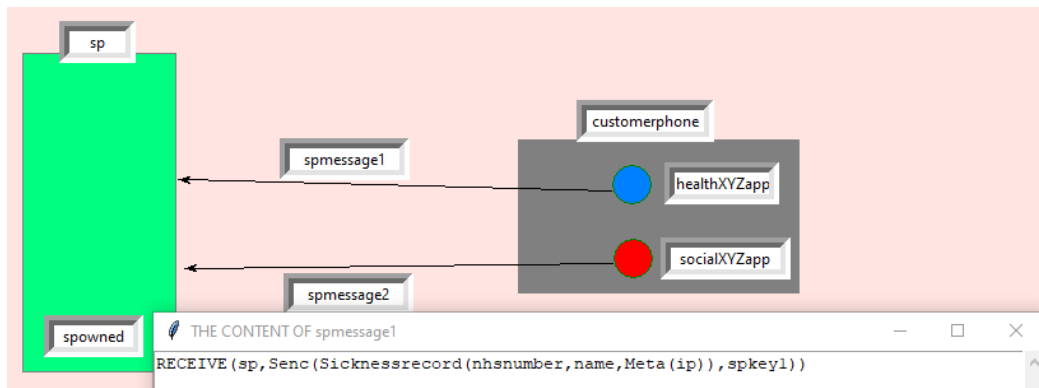 sp
customerphone
spmessage1
healthXYZapp
socialXYZapp
spmessage2
spowned
THE CONTENT OF spmessage1
RECEIVE(sp,Senc(Sicknessrecord(nhsnumber,name,Meta(ip)),spkey1))